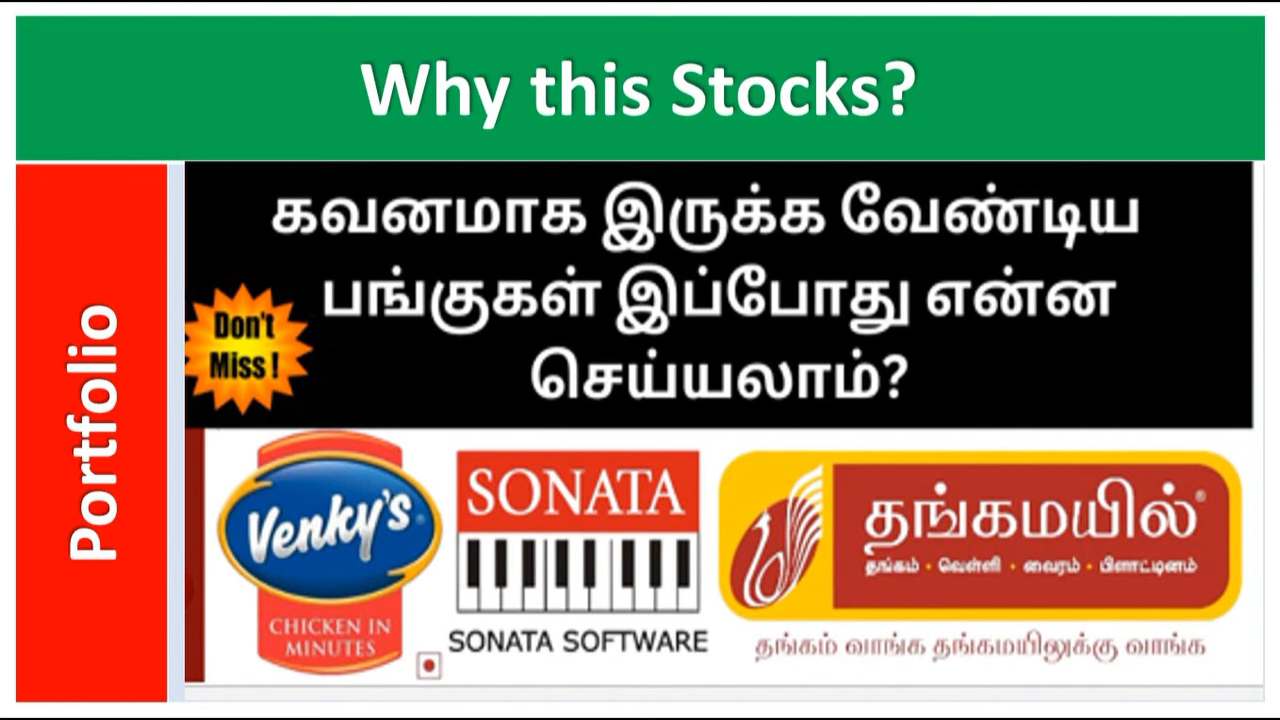 Why this Stocks?
Portfolio
கவனமாக இருக்க வேண்டிய
பங்குகள் இப்போது என்ன
செய்யலாம்?
Don't
Miss !
Venky's
CHICKEN IN
MINUTES
SONATA
SONATA SOFTWARE
தங்கமயில்®
தங்கம் • வெள்ளி • வைரம் • பிளாட்டினம்
தங்கம் வாங்க தங்கமயிலுக்கு வாங்க